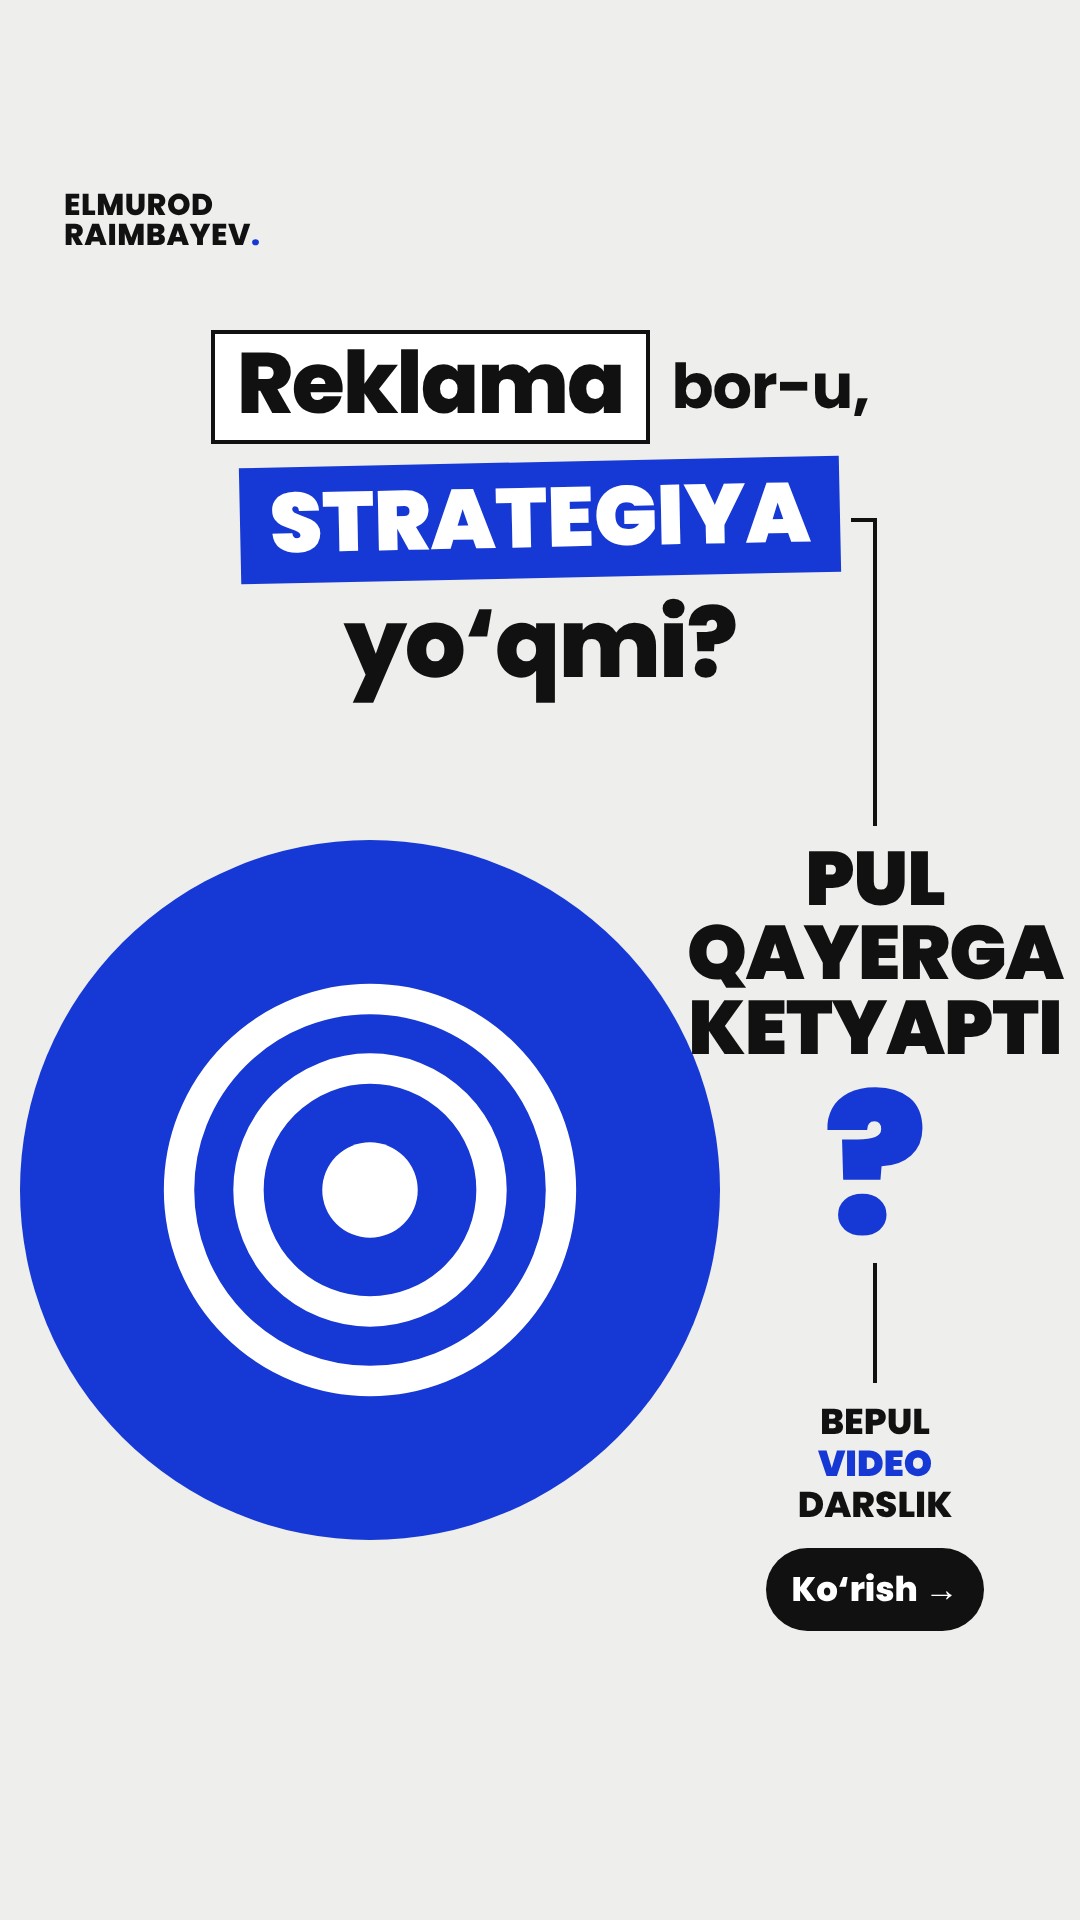 ELMUROD
RAIMBAYEV.
Reklama bor-u,
STRATEGIYA
yo‘qmi?
PUL
QAYERGA
KETYAPTI
?
BEPUL
VIDEO
DARSLIK
Ko‘rish →